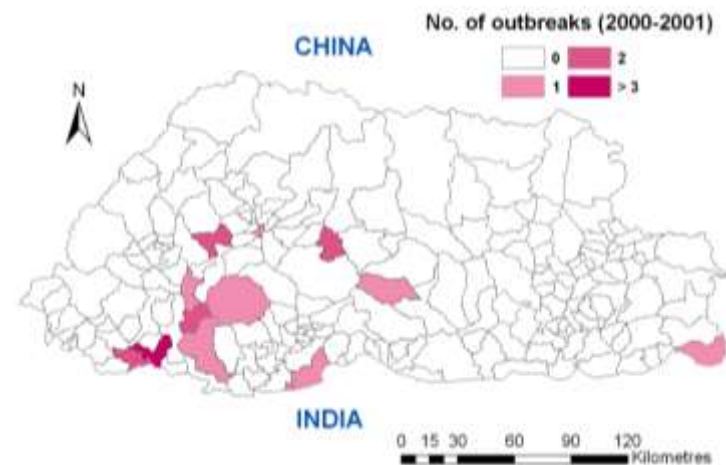 No. of outbreaks (2000-2001)
CHINA
0 2
1 > 3
N
INDIA
0 15 30 60 90 120
Kilometres